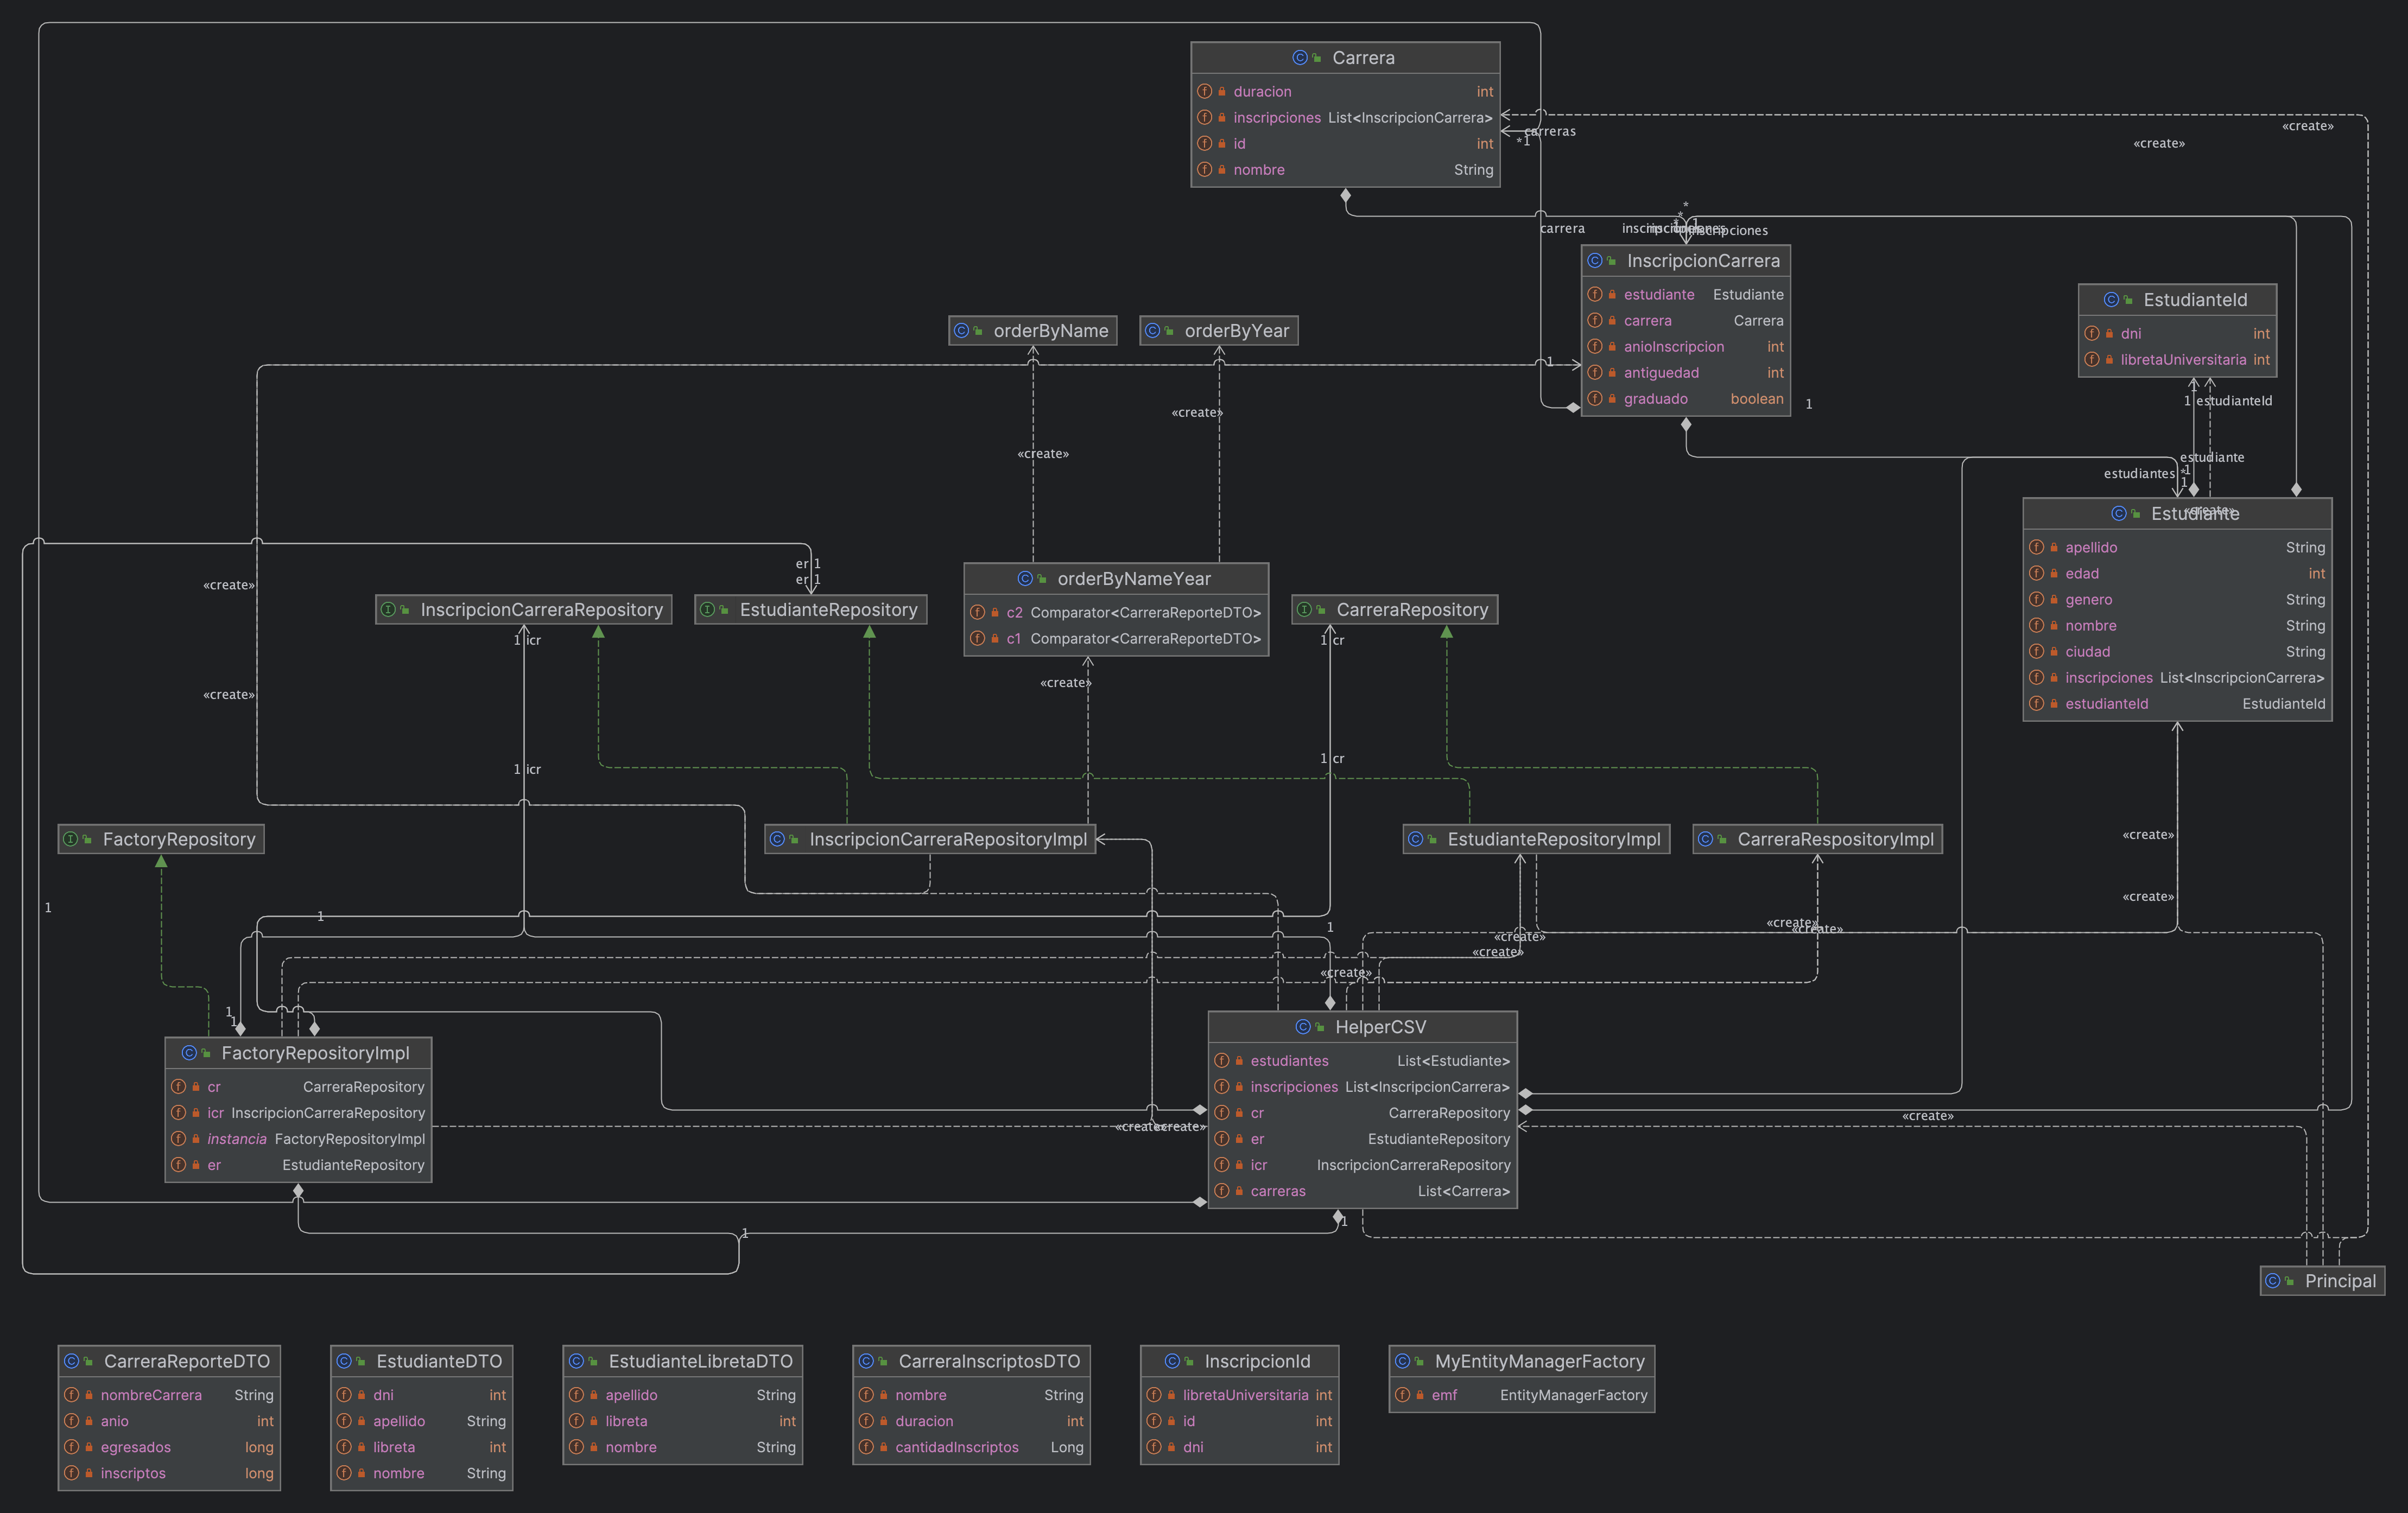 Carrera
duracion int
inscripciones List<InscripcionCarrera>
id int
nombre String
carreras
*1
«create»
«create»
*
*
1
carrera
inscripciones
InscripcionCarrera
estudiante Estudiante
carrera Carrera
anioInscripcion int
antiguedad int
graduado boolean
1
1
EstudianteId
dni int
libretaUniversitaria int
1
1 estudianteId
orderByName
orderByYear
«create»
«create»
estudiante
estudiantes *
1
1
«create»
Estudiante
apellido String
edad int
genero String
nombre String
ciudad String
inscripciones List<InscripcionCarrera>
estudianteId EstudianteId
er 1
er 1
«create»
orderByNameYear
c2 Comparator<CarreraReporteDTO>
c1 Comparator<CarreraReporteDTO>
InscripcionCarreraRepository
EstudianteRepository
CarreraRepository
1 icr
1 cr
«create»
«create»
1 icr
1 cr
FactoryRepository
InscripcionCarreraRepositoryImpl
EstudianteRepositoryImpl
CarreraRespositoryImpl
«create»
«create»
1
1
1
«create»
«create»
«create»
«create»
«create»
1
1
FactoryRepositoryImpl
cr CarreraRepository
icr InscripcionCarreraRepository
instancia FactoryRepositoryImpl
er EstudianteRepository
HelperCSV
estudiantes List<Estudiante>
inscripciones List<InscripcionCarrera>
cr CarreraRepository
er EstudianteRepository
icr InscripcionCarreraRepository
carreras List<Carrera>
«create»
«create»
«create»
1
1
Principal
CarreraReporteDTO
nombreCarrera String
anio int
egresados long
inscriptos long
EstudianteDTO
dni int
apellido String
libreta int
nombre String
EstudianteLibretaDTO
apellido String
libreta int
nombre String
CarreraInscriptosDTO
nombre String
duracion int
cantidadInscriptos Long
InscripcionId
libretaUniversitaria int
id int
dni int
MyEntityManagerFactory
emf EntityManagerFactory